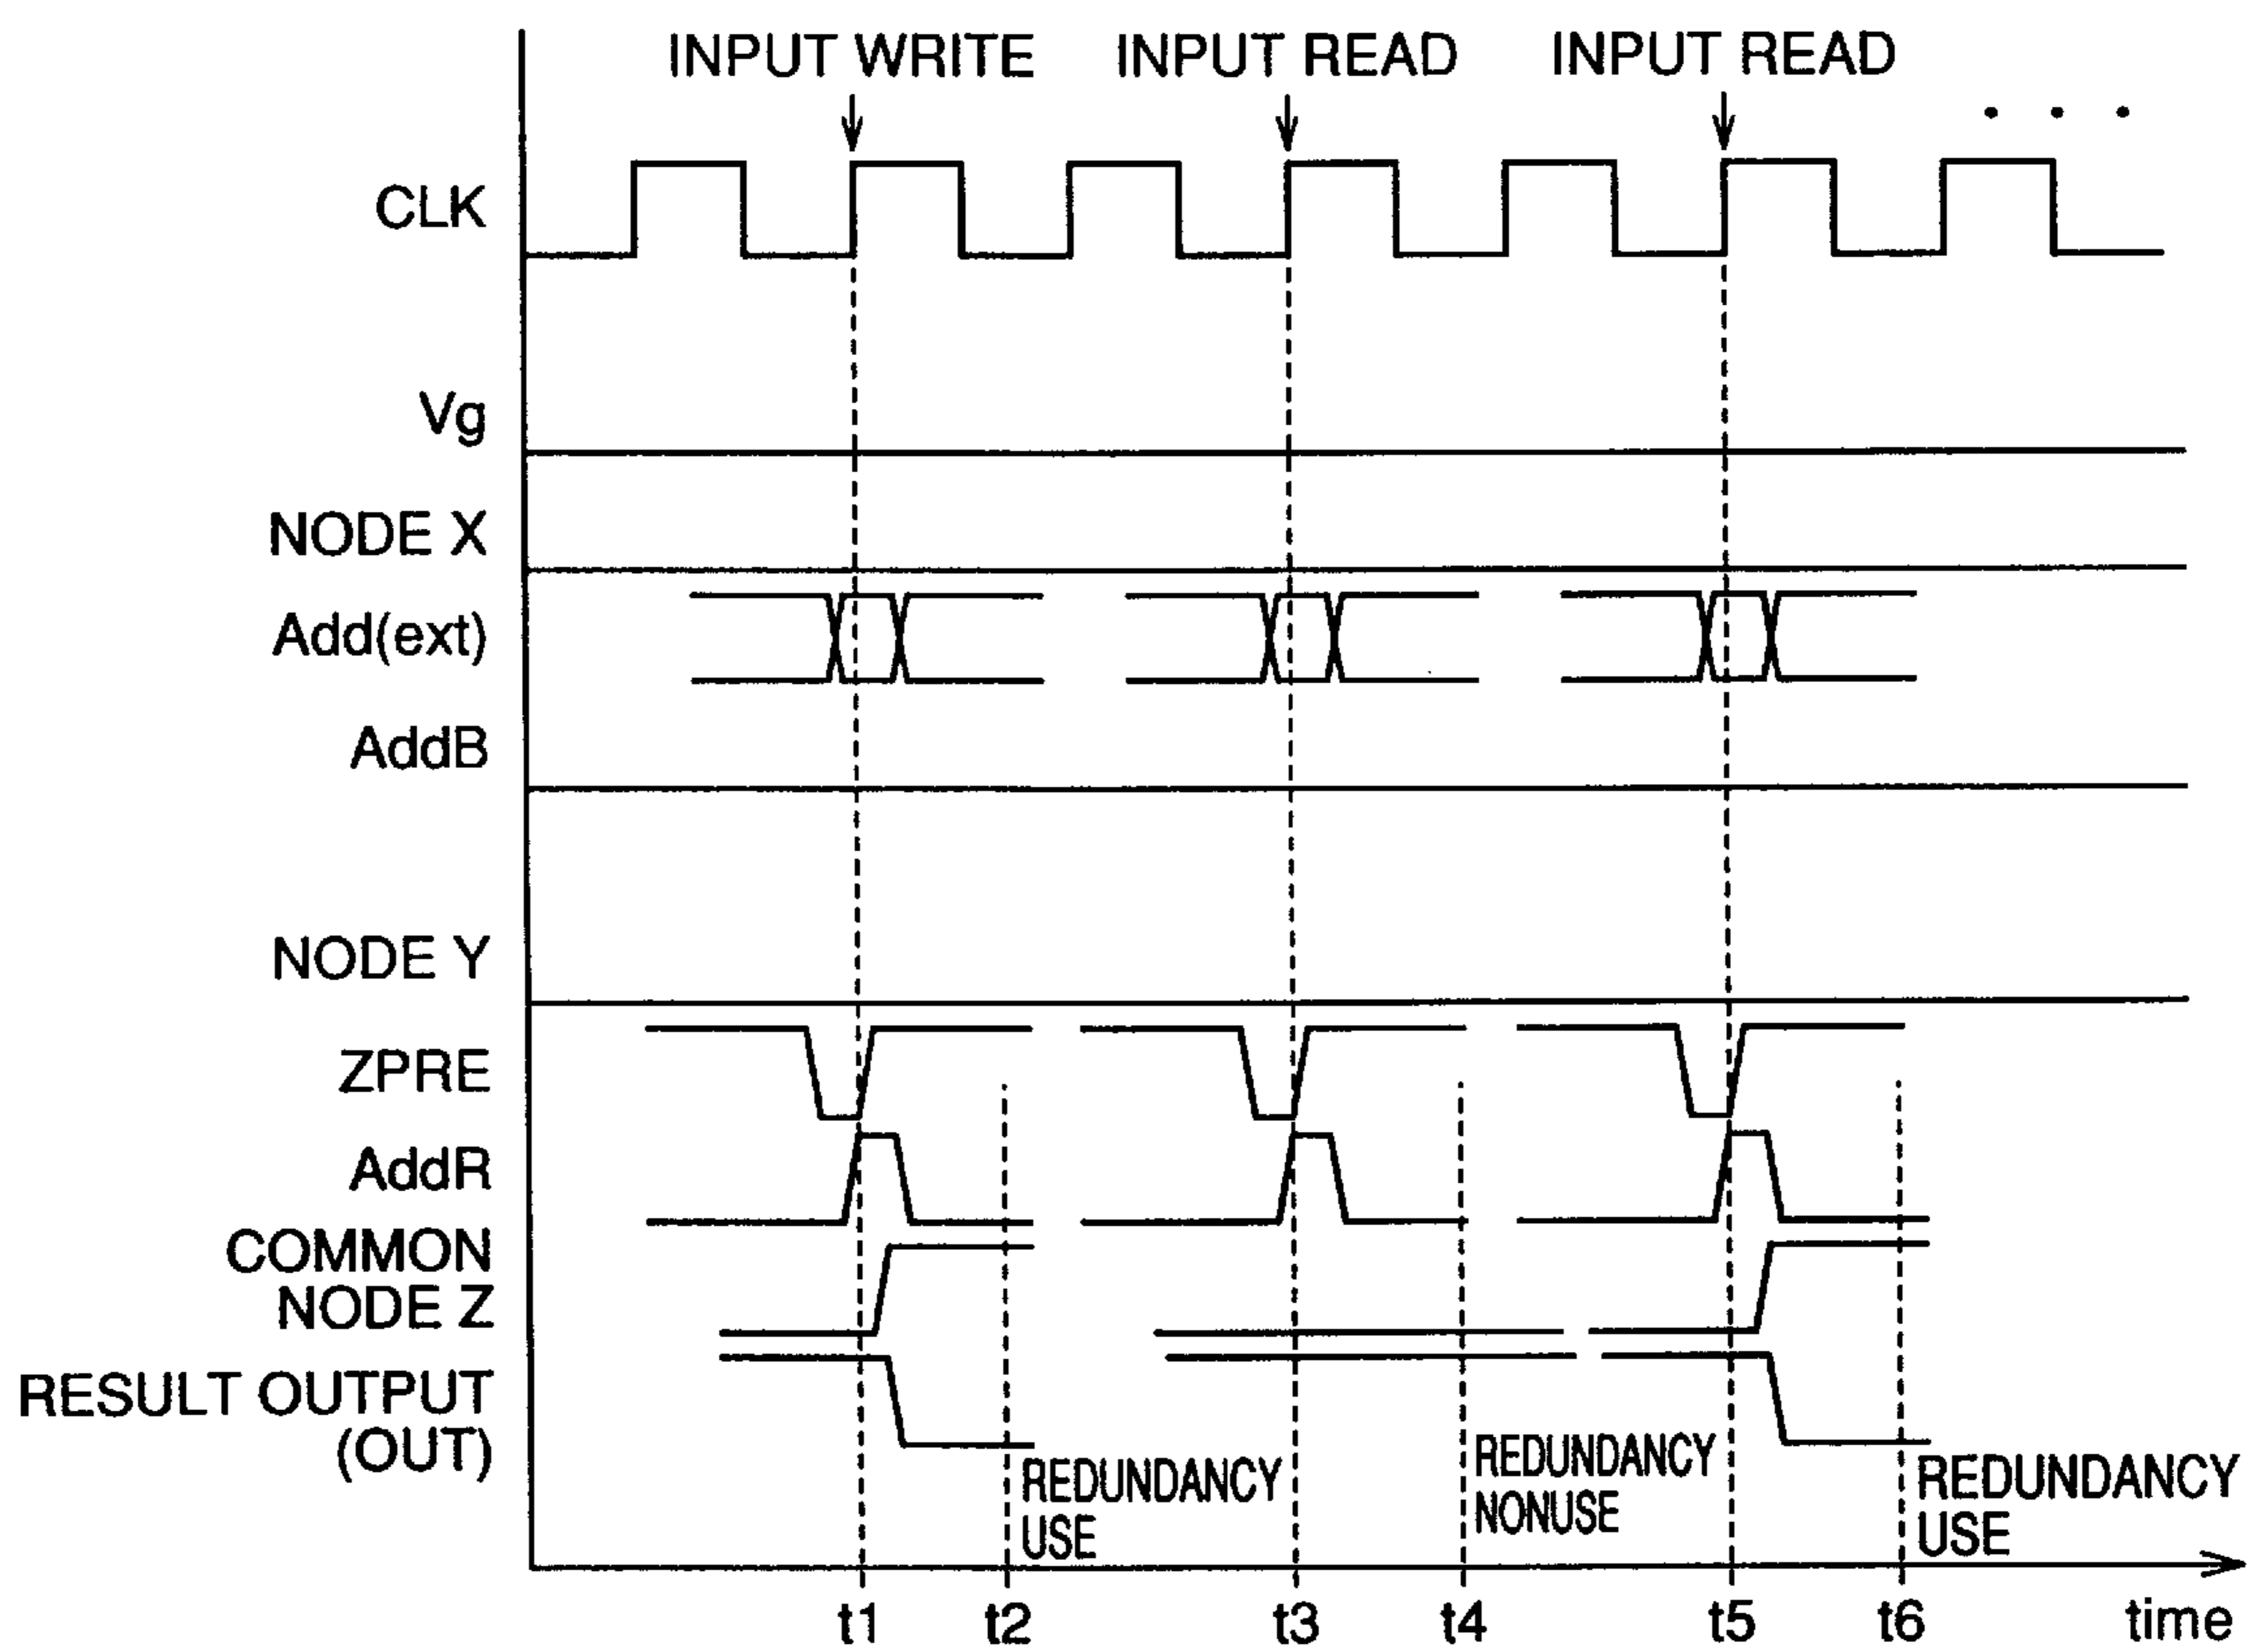 INPUT WRITE INPUT READ INPUT READ
. . .
CLK
Vg
NODE X
Add(ext)
AddB
NODE Y
ZPRE
AddR
COMMON
NODE Z
RESULT OUTPUT
(OUT)
REDUNDANCY
USE
REDUNDANCY
NONUSE
REDUNDANCY
USE
t1 t2 t3 t4 t5 t6 time